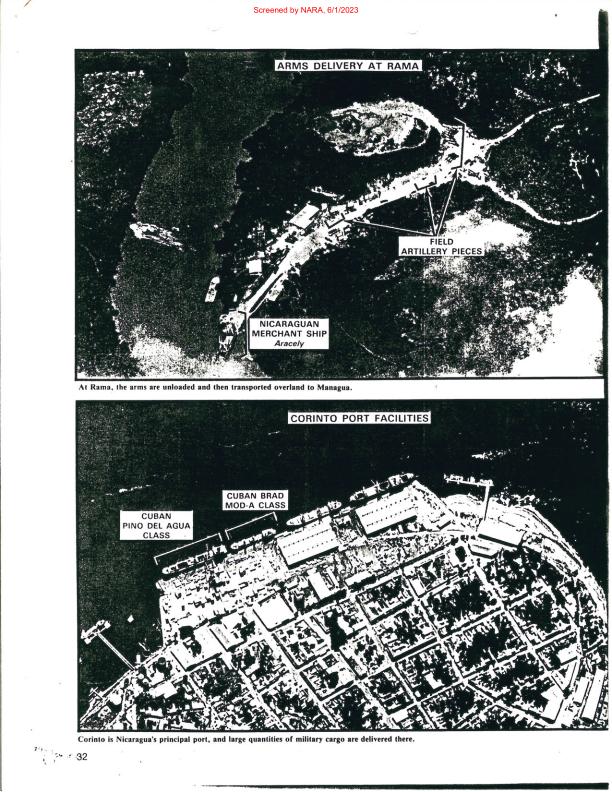 Screened by NARA, 6/1/2023
ARMS DELIVERY AT RAMA
FIELD
ARTILLERY PIECES
NICARAGUAN
MERCHANT SHIP
Aracely
At Rama, the arms are unloaded and then transported overland to Managua.
CORINTO PORT FACILITIES
CUBAN BRAD
MOD-A CLASS
CUBAN
PINO DEL AGUA
CLASS
Corinto is Nicaragua's principal port, and large quantities of military cargo are delivered there.
32